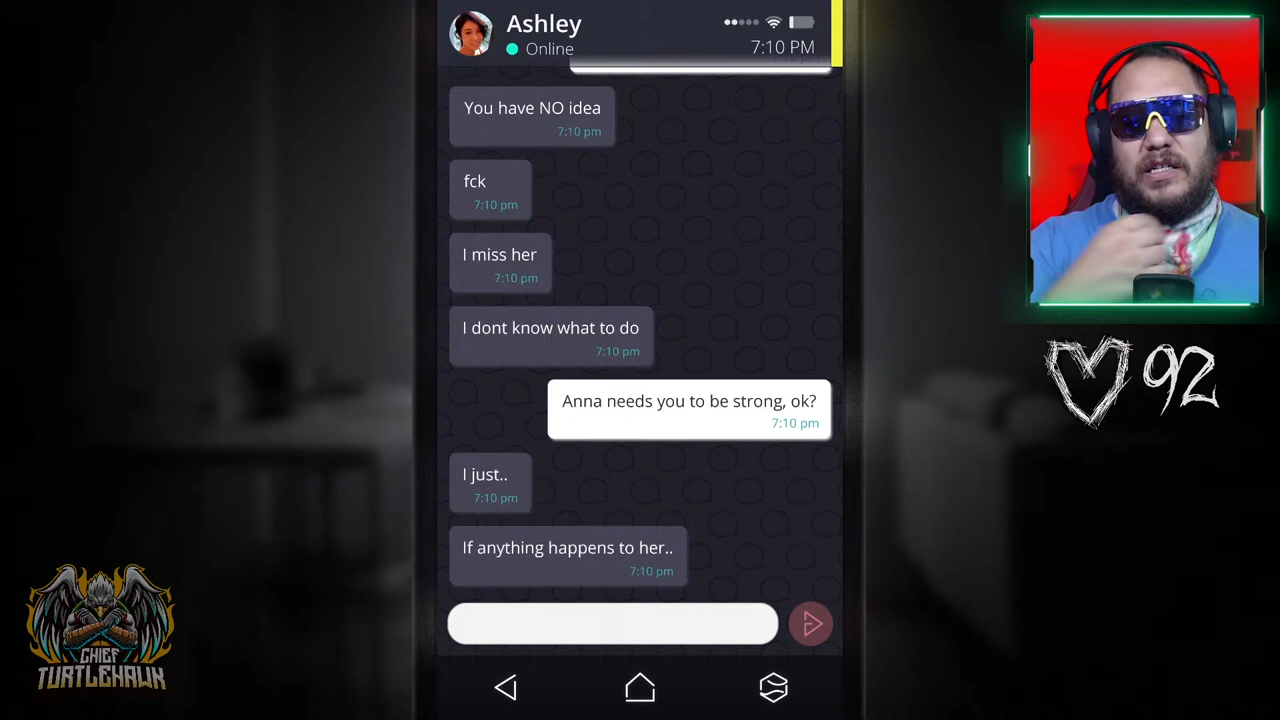 Ashley
Online
7:10 PM
You have NO idea
7:10 pm
fck
7:10 pm
I miss her
7:10 pm
I dont know what to do
7:10 pm
Anna needs you to be strong, ok?
7:10 pm
I just..
7:10 pm
If anything happens to her..
7:10 pm
92
CHIEF
TURTLEHAWK